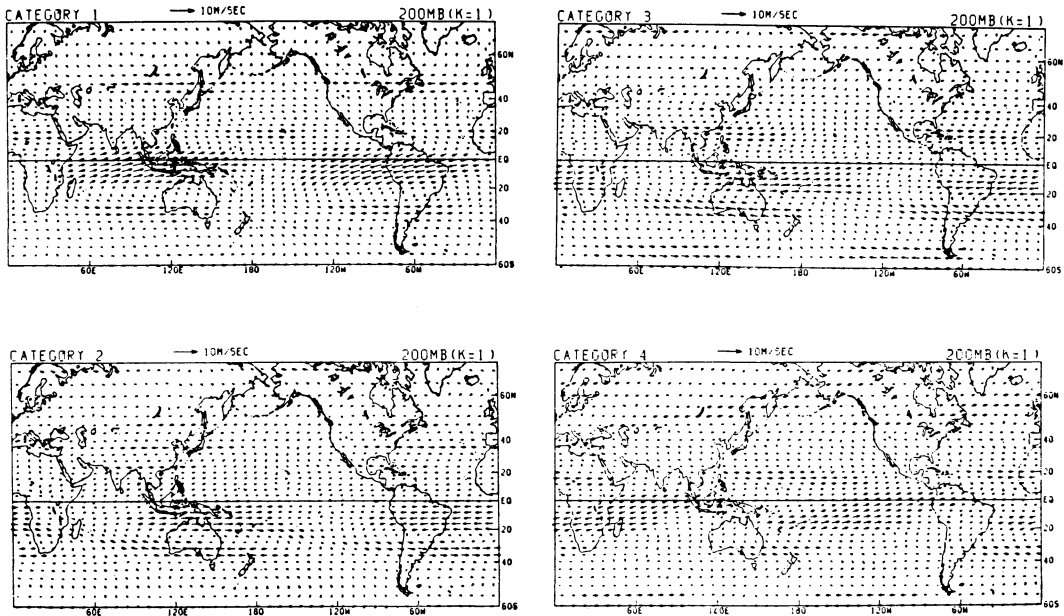 CATEGORY 1 10M/SEC 200MB(K=1)
60N
40
20
EQ
20
40
60S
60E 120E 180 120W 60W
CATEGORY 3 10M/SEC 200MB(K=1)
60N
40
20
EQ
20
40
60S
60E 120E 180 120W 60W
CATEGORY 2 10M/SEC 200MB(K=1)
60N
40
20
EQ
20
40
60S
60E 120E 180 120W 60W
CATEGORY 4 10M/SEC 200MB(K=1)
60N
40
20
EQ
20
40
60S
60E 120E 180 120W 60W